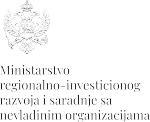 Ministarstvo
regionalno-investicionog
razvoja i saradnje sa
nevladinim organizacijama